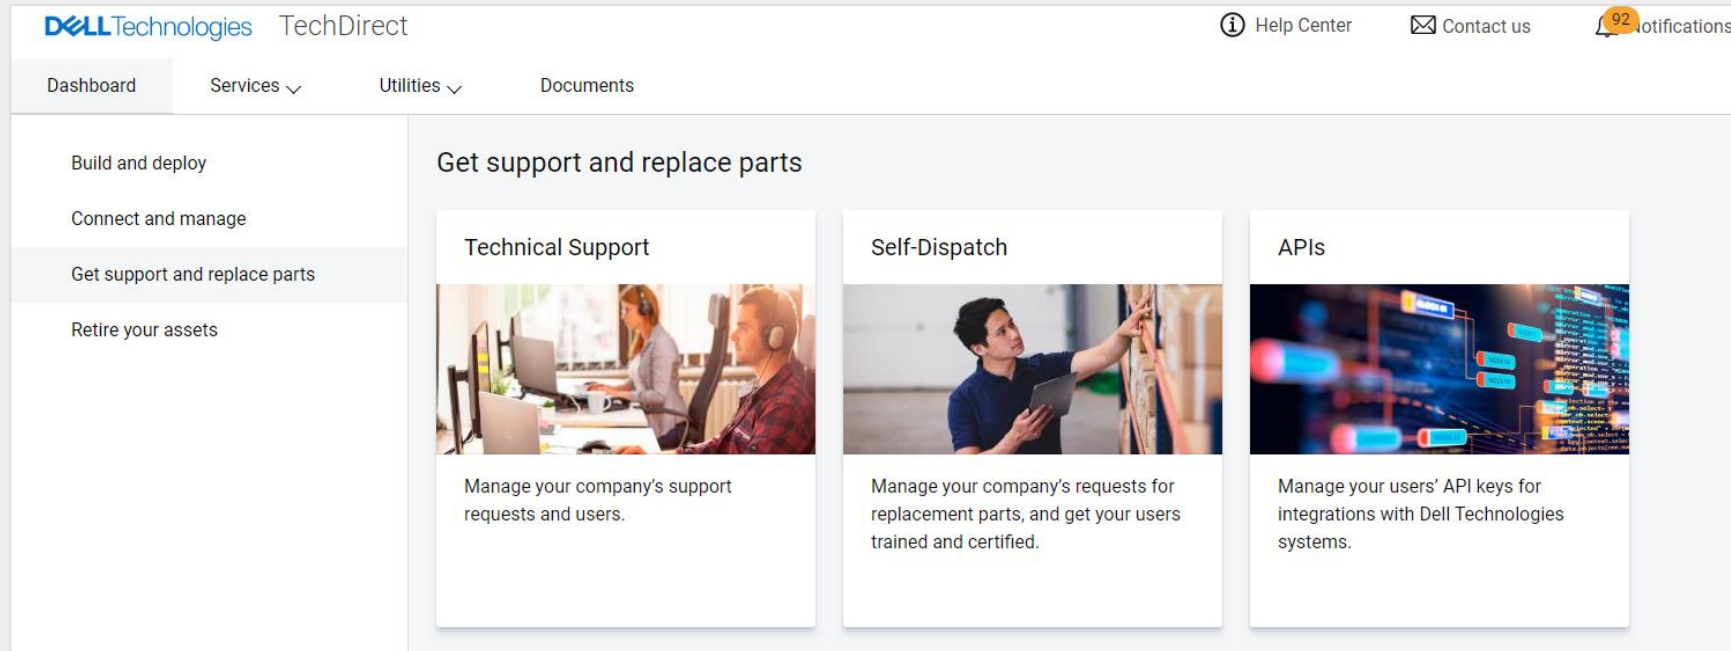 DELLTechnologies TechDirect
Help Center
Contact us
92
otifications
Dashboard
Services
Utilities
Documents
Build and deploy
Connect and manage
Get support and replace parts
Retire your assets
Get support and replace parts
Technical Support
Manage your company's support
requests and users.
Self-Dispatch
Manage your company's requests for
replacement parts, and get your users
trained and certified.
APIs
Manage your users' API keys for
integrations with Dell Technologies
systems.